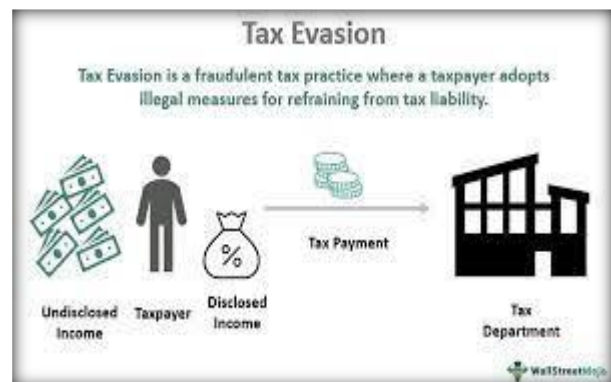 Tax Evasion
Tax Evasion is a fraudulent tax practice where a taxpayer adopts
illegal measures for refraining from tax liability.
%
Tax Payment
Undisclosed
Income
Taxpayer
Disclosed
Income
Tax
Department
WallStreetMojo